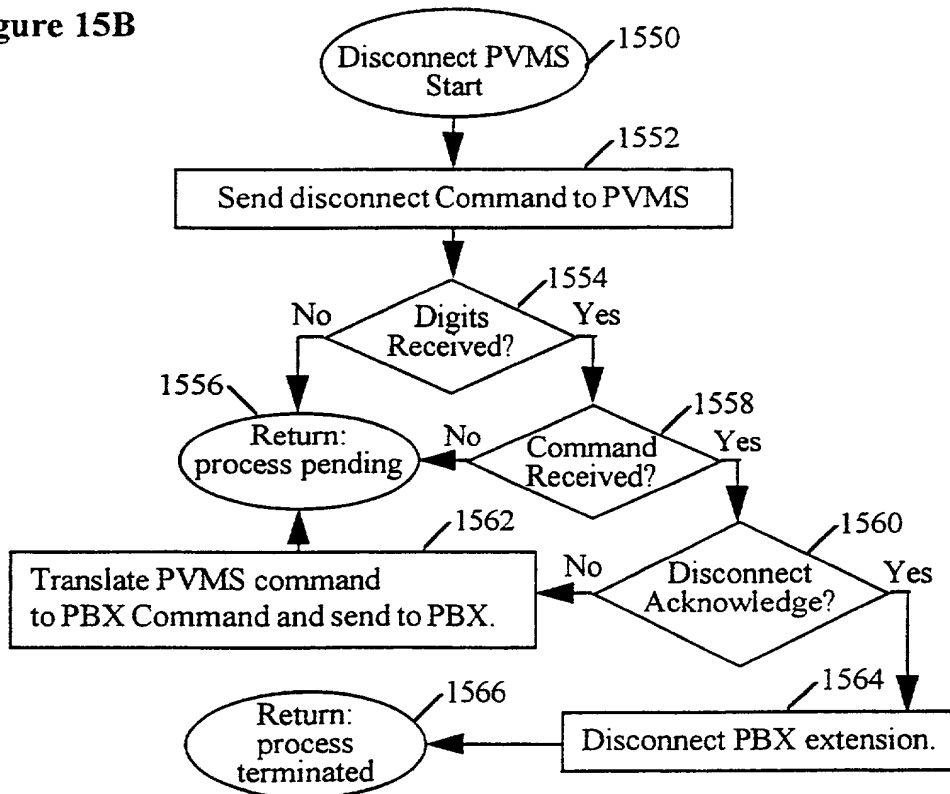 gure 15B
1550
Disconnect PVMS
Start
1552
Send disconnect Command to PVMS
1554
No
Digits
Received?
Yes
1556
Return:
process pending
1558
No
Command
Received?
Yes
1562
Translate PVMS command
to PBX Command and send to PBX.
1560
No
Disconnect
Acknowledge?
Yes
1564
Disconnect PBX extension.
1566
Return:
process
terminated